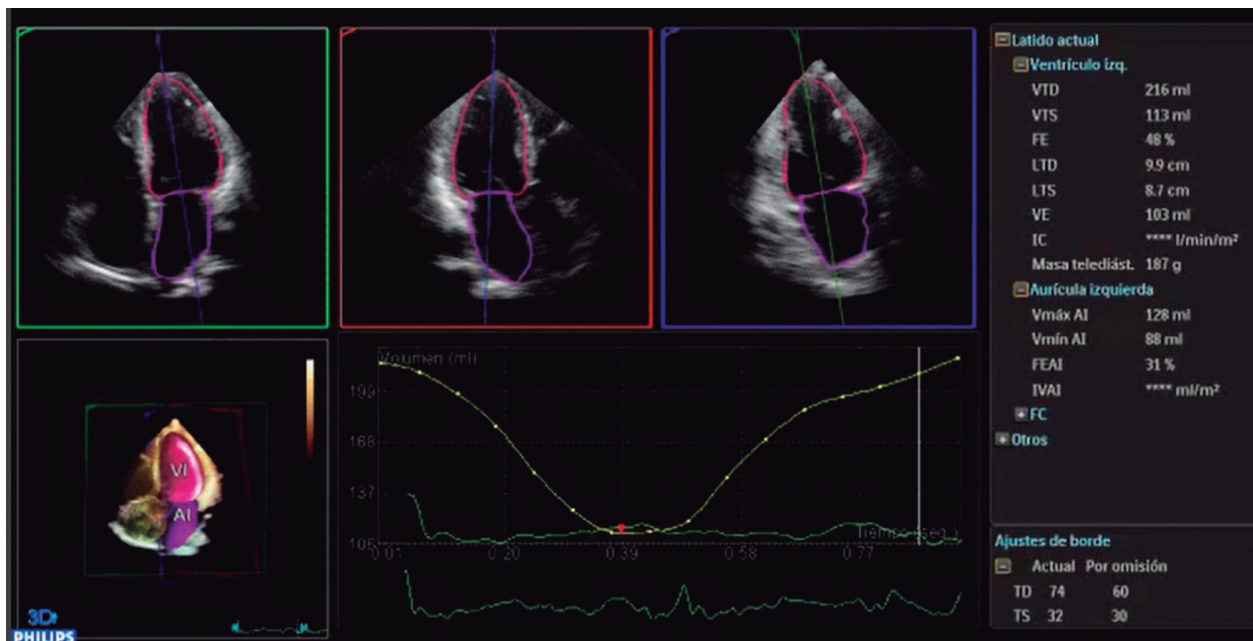 Latido actual
Ventrículo izq.
VTD 216 ml
VTS 113 ml
FE 48 %
LTD 9.9 cm
LTS 8.7 cm
VE 103 ml
IC **** l/min/m²
Masa telediást. 187 g
Aurícula izquierda
Vmáx AI 128 ml
Vmín AI 88 ml
FEAI 31 %
IVAI **** ml/m²
FC
Otros
VI
AI
3D
PHILIPS
Volumen (ml)
199
168
137
105
Tiempo (seg.)
0.01 0.20 0.39 0.58 0.77
Ajustes de borde
Actual Por omisión
TD 74 60
TS 32 30